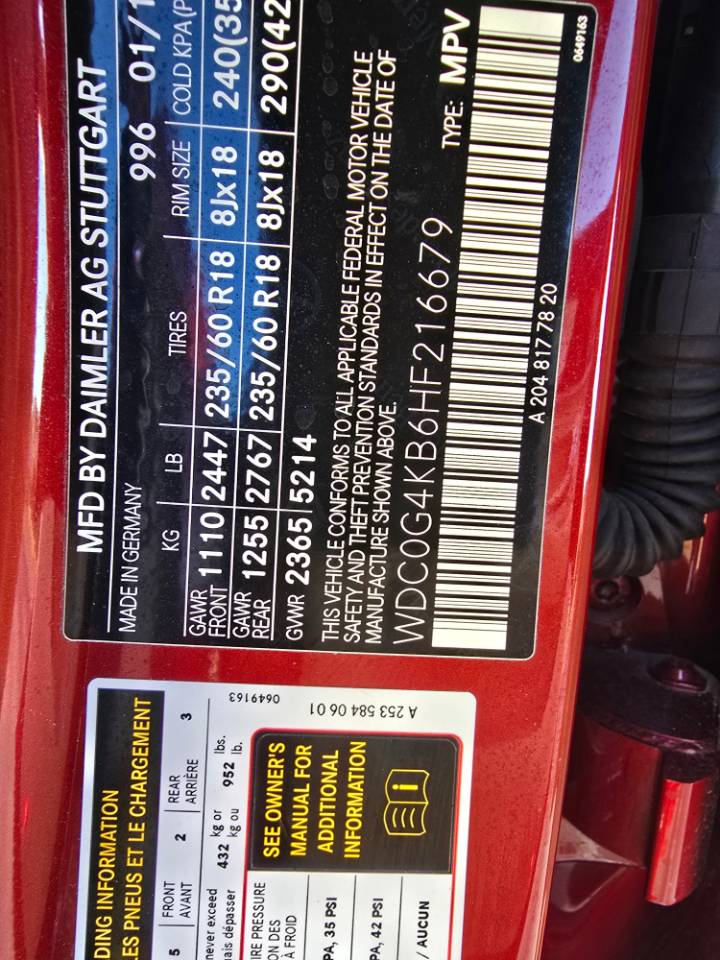 MFD BY DAIMLER AG STUTTGART
MADE IN GERMANY 996 01/1
KG LB TIRES RIM SIZE COLD KPA (P
GAWR FRONT 1110 2447 235/60 R18 8Jx18 240(35
GAWR REAR 1255 2767 235/60 R18 8Jx18 290(42
GVWR 2365 5214
THIS VEHICLE CONFORMS TO ALL APPLICABLE FEDERAL MOTOR VEHICLE
SAFETY AND THEFT PREVENTION STANDARDS IN EFFECT ON THE DATE OF
MANUFACTURE SHOWN ABOVE.
WDC0G4KB6HF216679 TYPE: MPV
0649163
A 204 817 78 20
DING INFORMATION
ES PNEUS ET LE CHARGEMENT
5 FRONT AVANT 2 REAR ARRIÈRE 3
never exceed 432 kg or 952 lbs.
ais dépasser kg ou lb.
IRE PRESSURE
ON DES
À FROID
PA, 35 PSI
PA, 42 PSI
/ AUCUN
SEE OWNER'S
MANUAL FOR
ADDITIONAL
INFORMATION
A 253 584 06 01
0649163